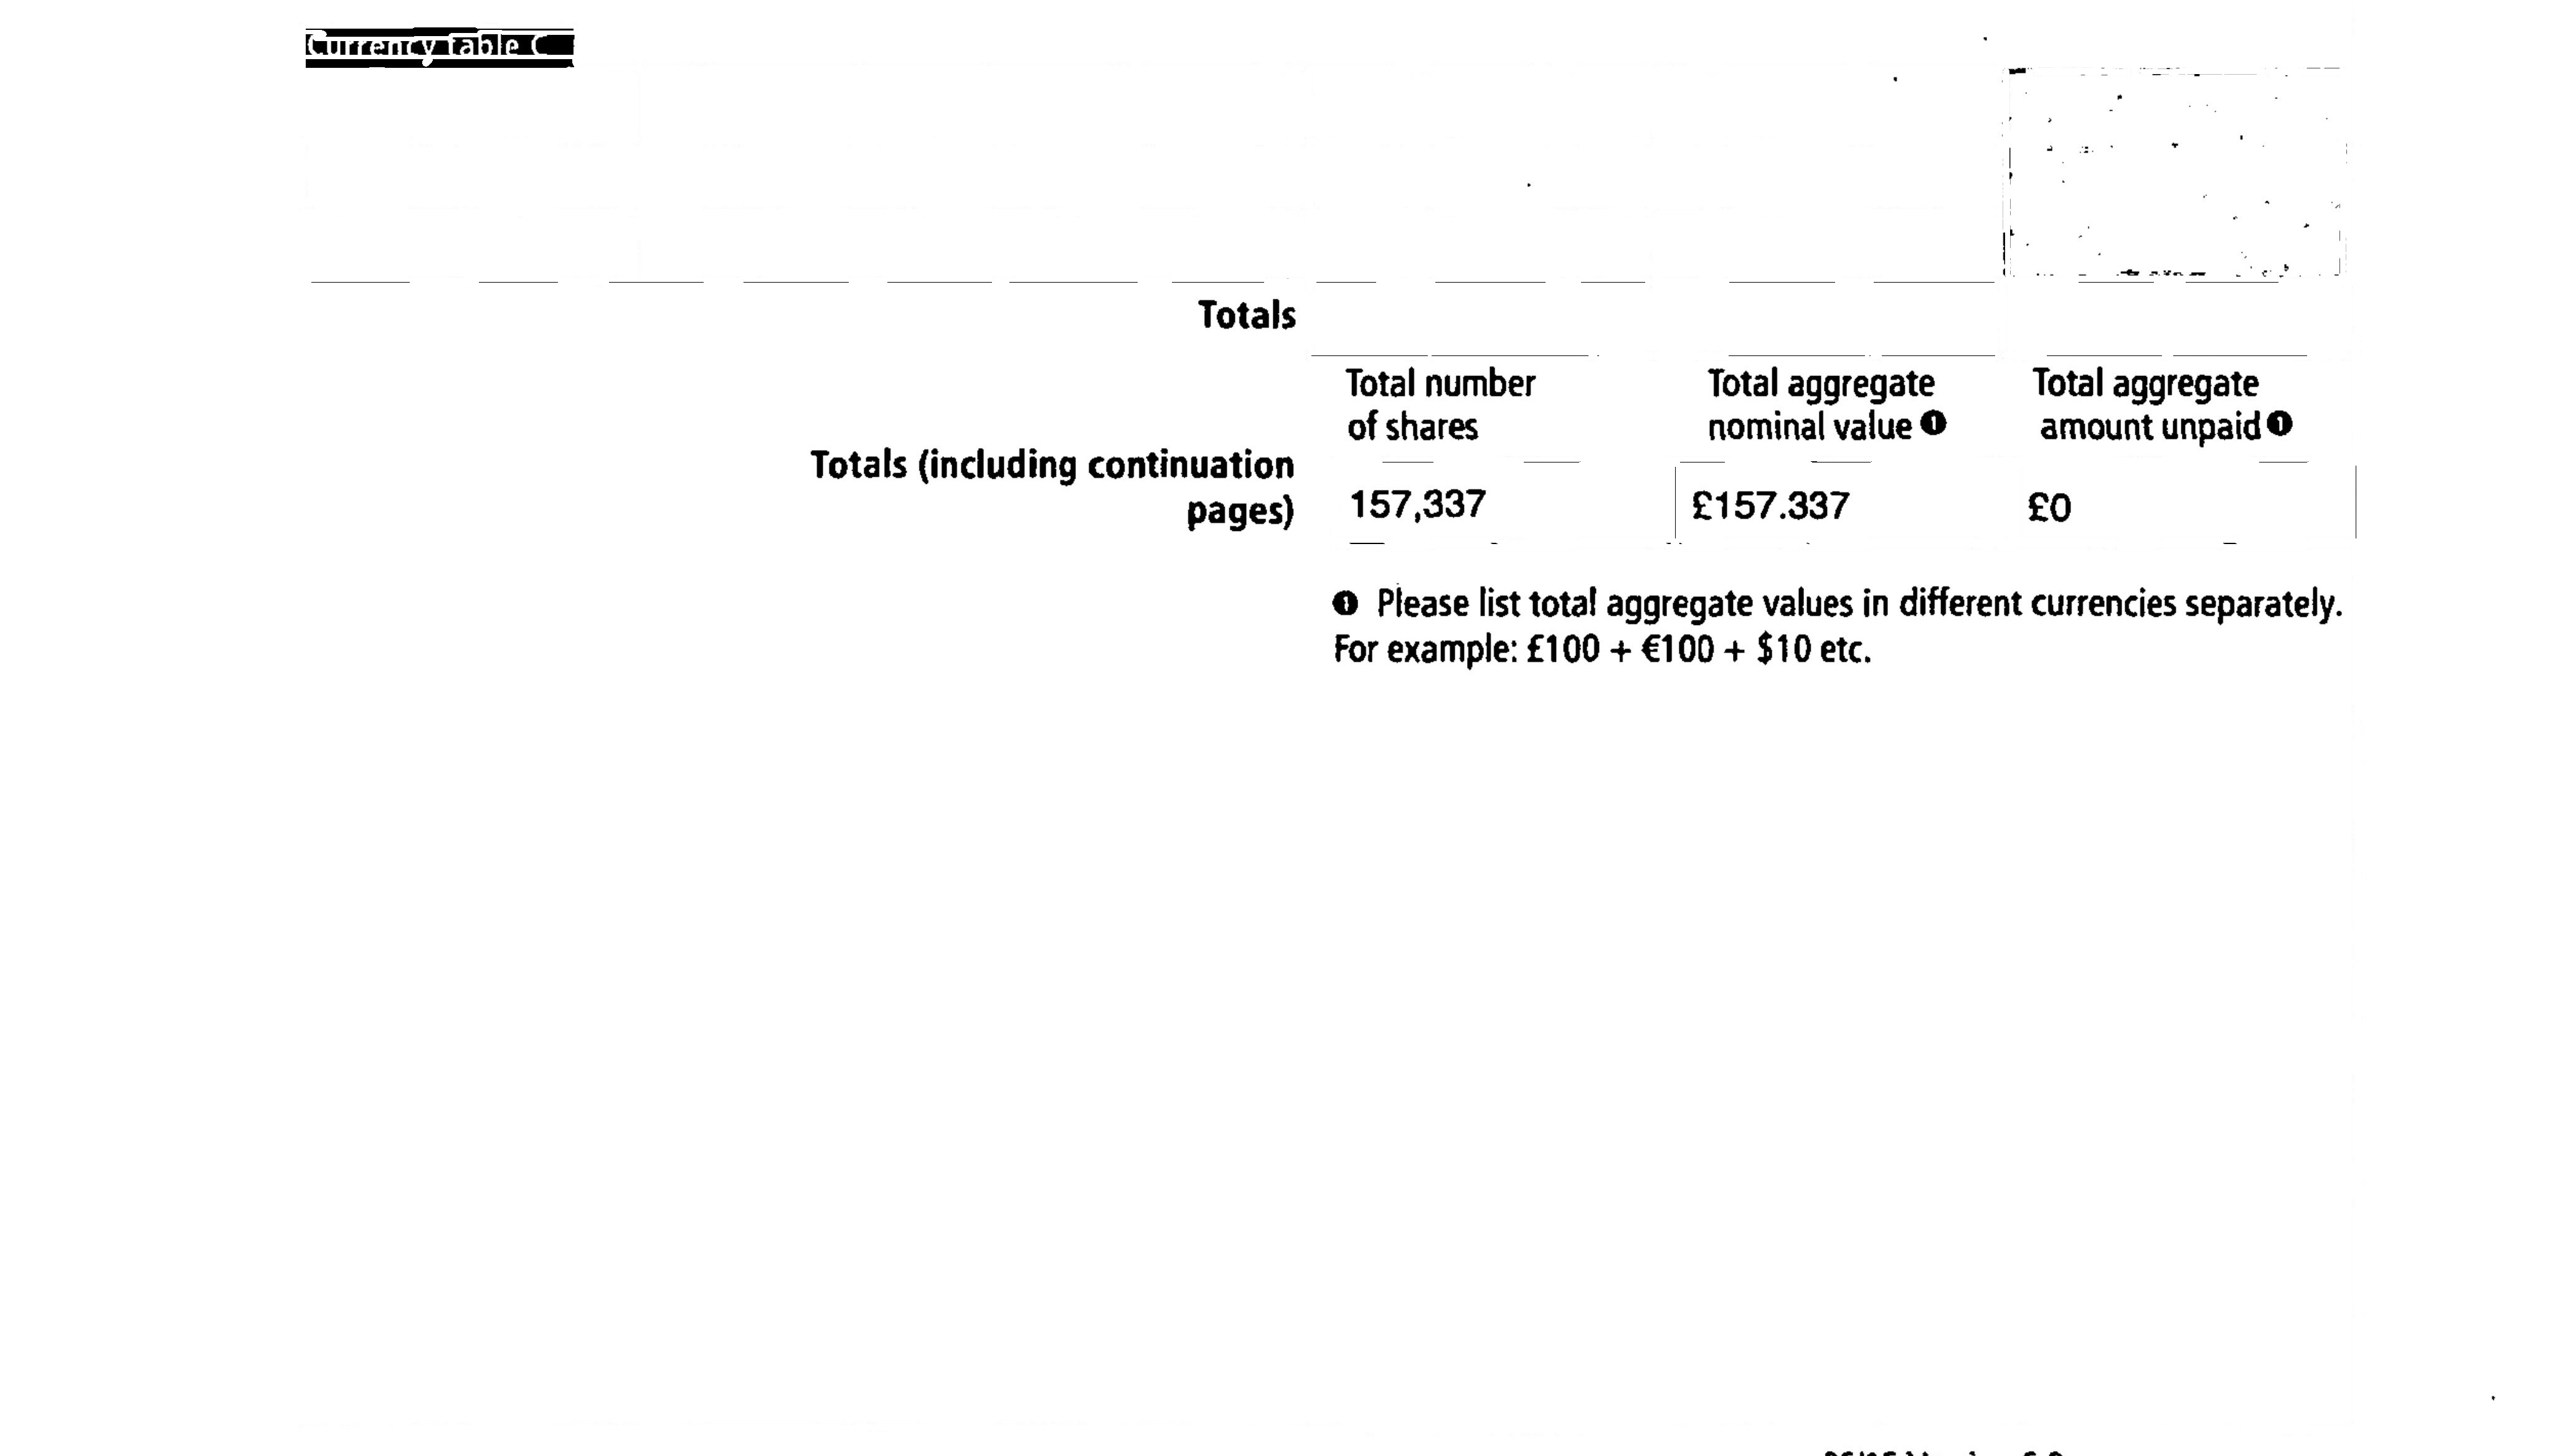 Currency table C
Totals
Total number of shares
Total aggregate nominal value ❶
Total aggregate amount unpaid ❶
Totals (including continuation pages)
157,337
£157.337
£0
❶ Please list total aggregate values in different currencies separately.
For example: £100 + €100 + $10 etc.